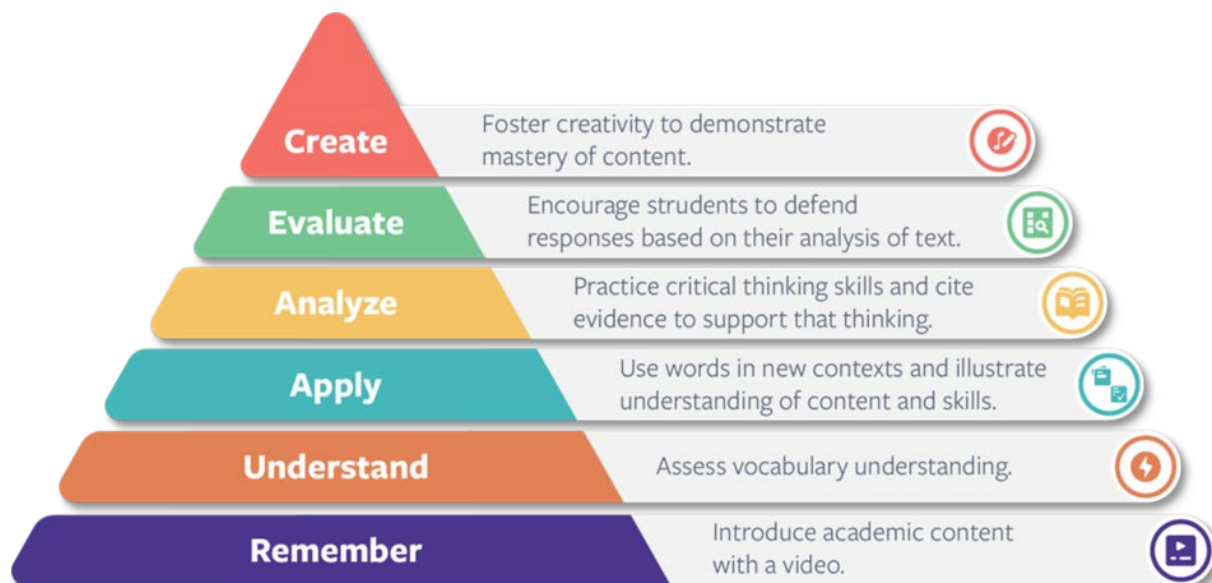 Create
Foster creativity to demonstrate
mastery of content.
Evaluate
Encourage strudents to defend
responses based on their analysis of text.
Analyze
Practice critical thinking skills and cite
evidence to support that thinking.
Apply
Use words in new contexts and illustrate
understanding of content and skills.
Understand
Assess vocabulary understanding.
Remember
Introduce academic content
with a video.